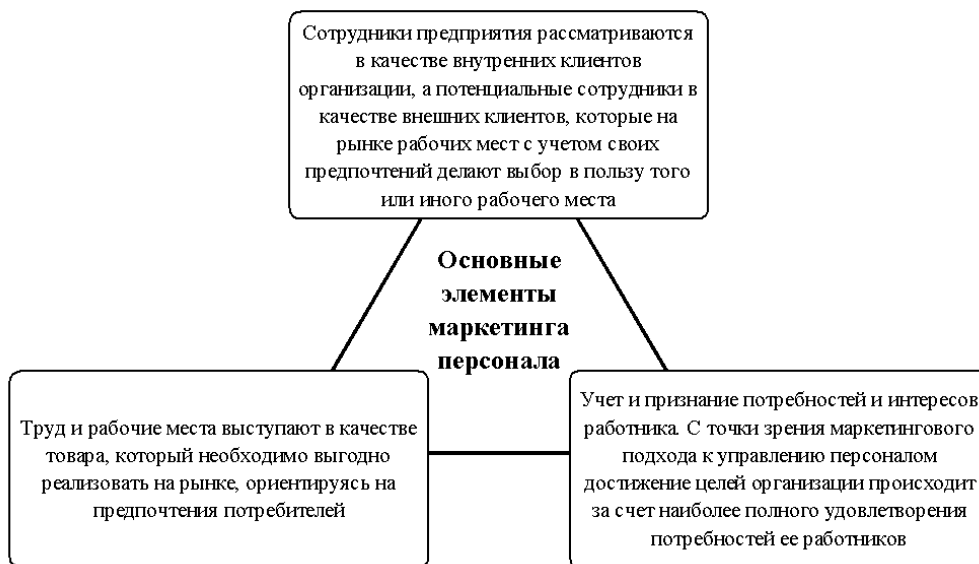 Сотрудники предприятия рассматриваются
в качестве внутренних клиентов
организации, а потенциальные сотрудники в
качестве внешних клиентов, которые на
рынке рабочих мест с учетом своих
предпочтений делают выбор в пользу того
или иного рабочего места
Основные
элементы
маркетинга
персонала
Труд и рабочие места выступают в качестве
товара, который необходимо выгодно
реализовать на рынке, ориентируясь на
предпочтения потребителей
Учет и признание потребностей и интересов
работника. С точки зрения маркетингового
подхода к управлению персоналом
достижение целей организации происходит
за счет наиболее полного удовлетворения
потребностей ее работников